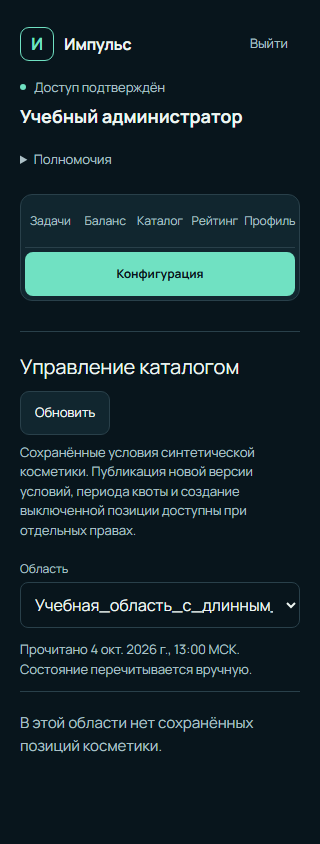 И Импульс Выйти
Доступ подтверждён
Учебный администратор
Полномочия
Задачи Баланс Каталог Рейтинг Профиль
Конфигурация
Управление каталогом
Обновить
Сохранённые условия синтетической
косметики. Публикация новой версии
условий, периода квоты и создание
выключенной позиции доступны при
отдельных правах.
Область
Учебная_область_с_длинным_
Прочитано 4 окт. 2026 г., 13:00 МСК.
Состояние перечитывается вручную.
В этой области нет сохранённых
позиций косметики.